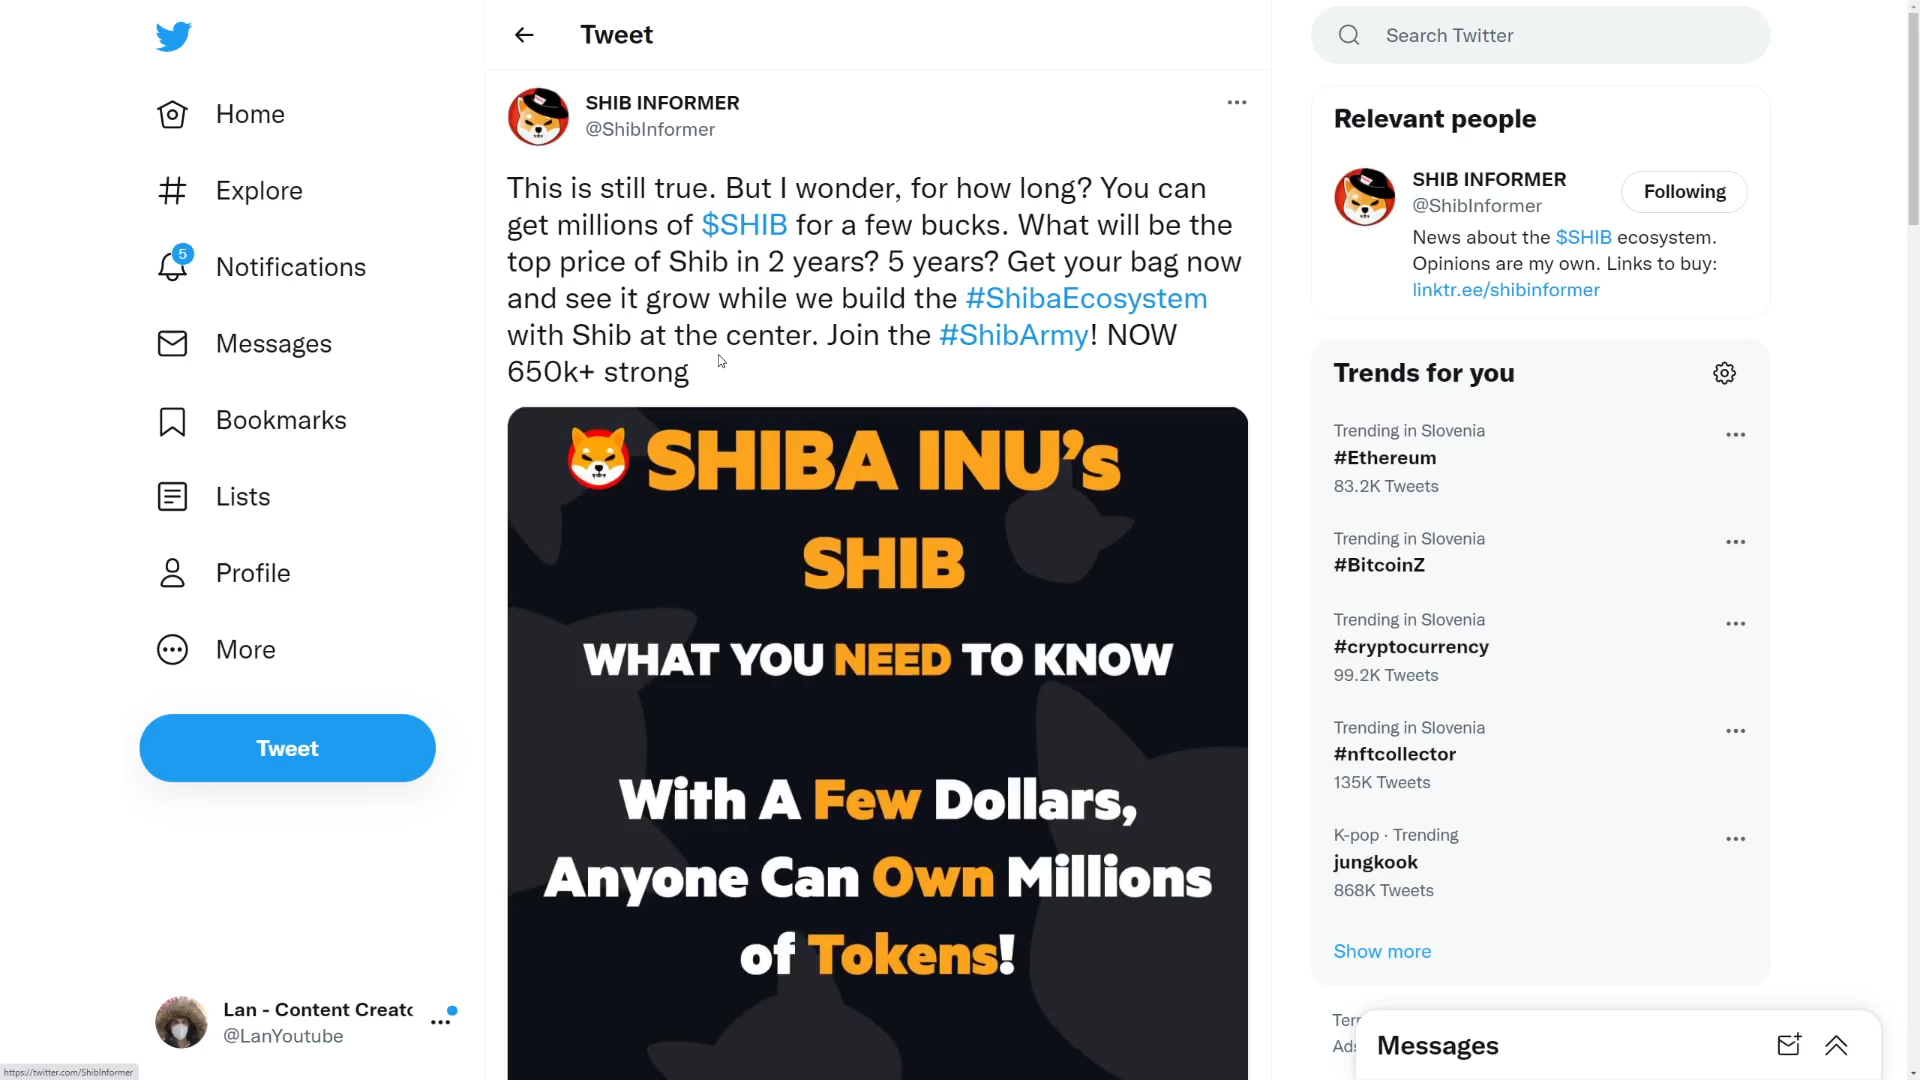 Home
Explore
5
Notifications
Messages
Bookmarks
Lists
Profile
More
Tweet
Lan - Content Creatc
@LanYoutube
https://twitter.com/ShibInformer
Tweet
SHIB INFORMER
@ShibInformer
This is still true. But I wonder, for how long? You can
get millions of $SHIB for a few bucks. What will be the
top price of Shib in 2 years? 5 years? Get your bag now
and see it grow while we build the #ShibaEcosystem
with Shib at the center. Join the #ShibArmy! NOW
650k+ strong
SHIBA INU's
SHIB
WHAT YOU NEED TO KNOW
With A Few Dollars,
Anyone Can Own Millions
of Tokens!
Search Twitter
Relevant people
SHIB INFORMER
@ShibInformer
Following
News about the $SHIB ecosystem.
Opinions are my own. Links to buy:
linktr.ee/shibinformer
Trends for you
Trending in Slovenia
#Ethereum
83.2K Tweets
Trending in Slovenia
#BitcoinZ
Trending in Slovenia
#cryptocurrency
99.2K Tweets
Trending in Slovenia
#nftcollector
135K Tweets
K-pop · Trending
jungkook
868K Tweets
Show more
Messages